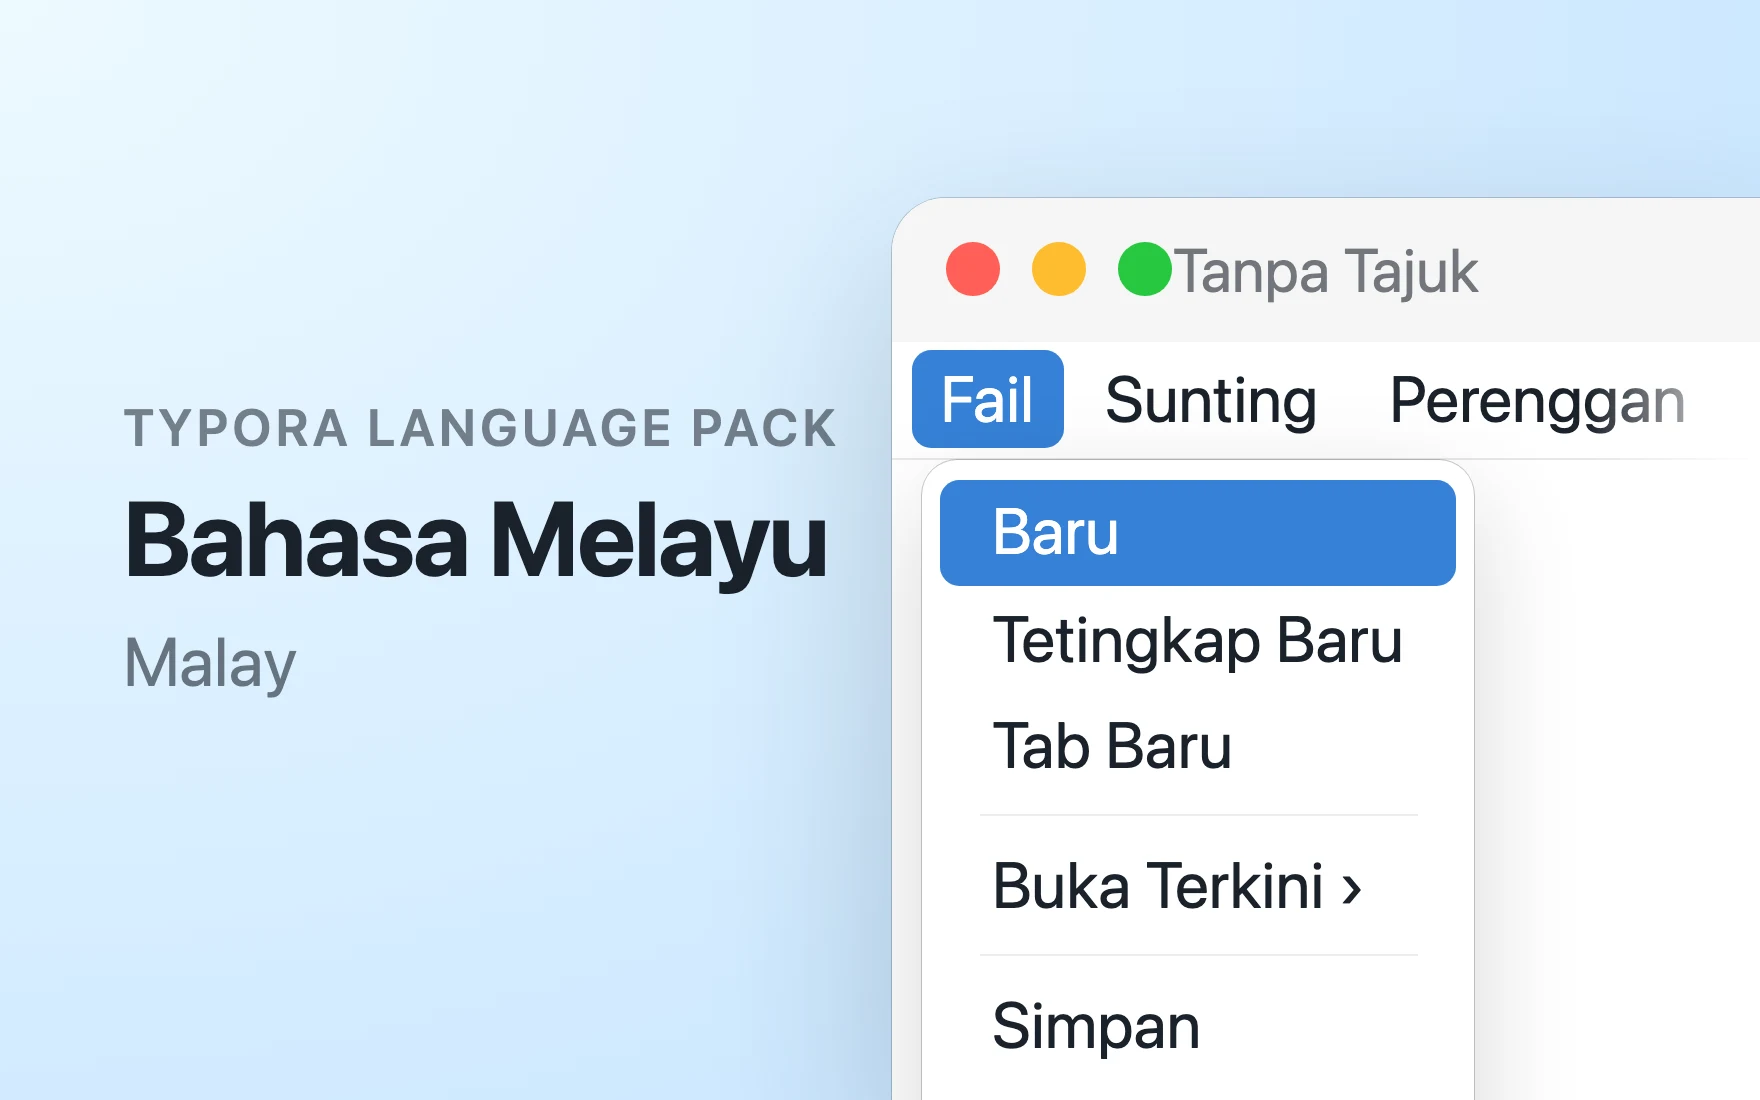 TYPORA LANGUAGE PACK
Bahasa Melayu
Malay
Tanpa Tajuk
Fail Sunting Perenggan
Baru
Tetingkap Baru
Tab Baru
Buka Terkini ›
Simpan